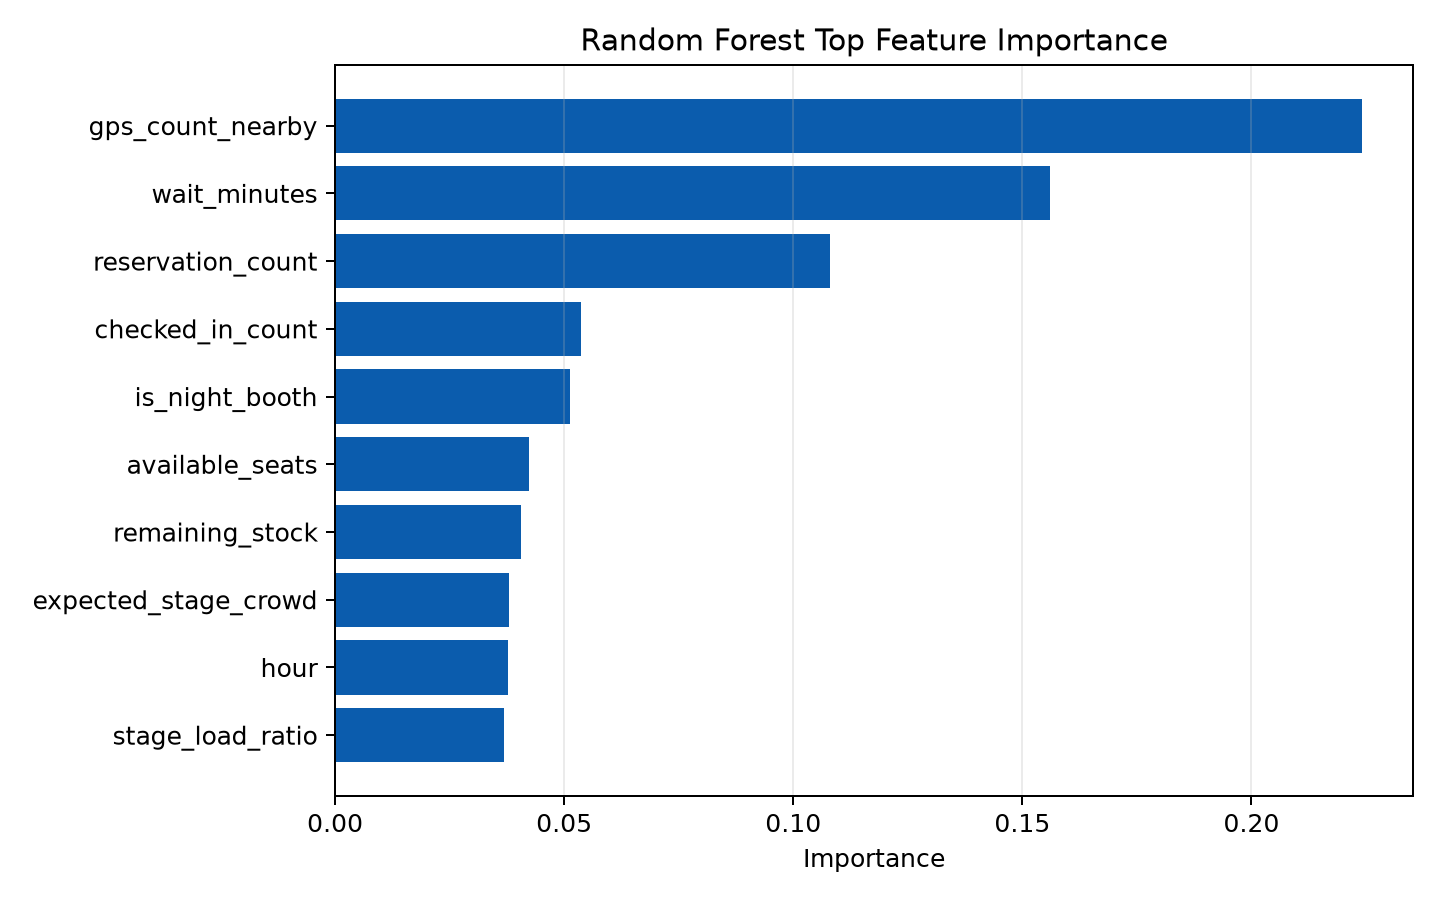 Random Forest Top Feature Importance
gps_count_nearby
wait_minutes
reservation_count
checked_in_count
is_night_booth
available_seats
remaining_stock
expected_stage_crowd
hour
stage_load_ratio
0.00 0.05 0.10 0.15 0.20
Importance